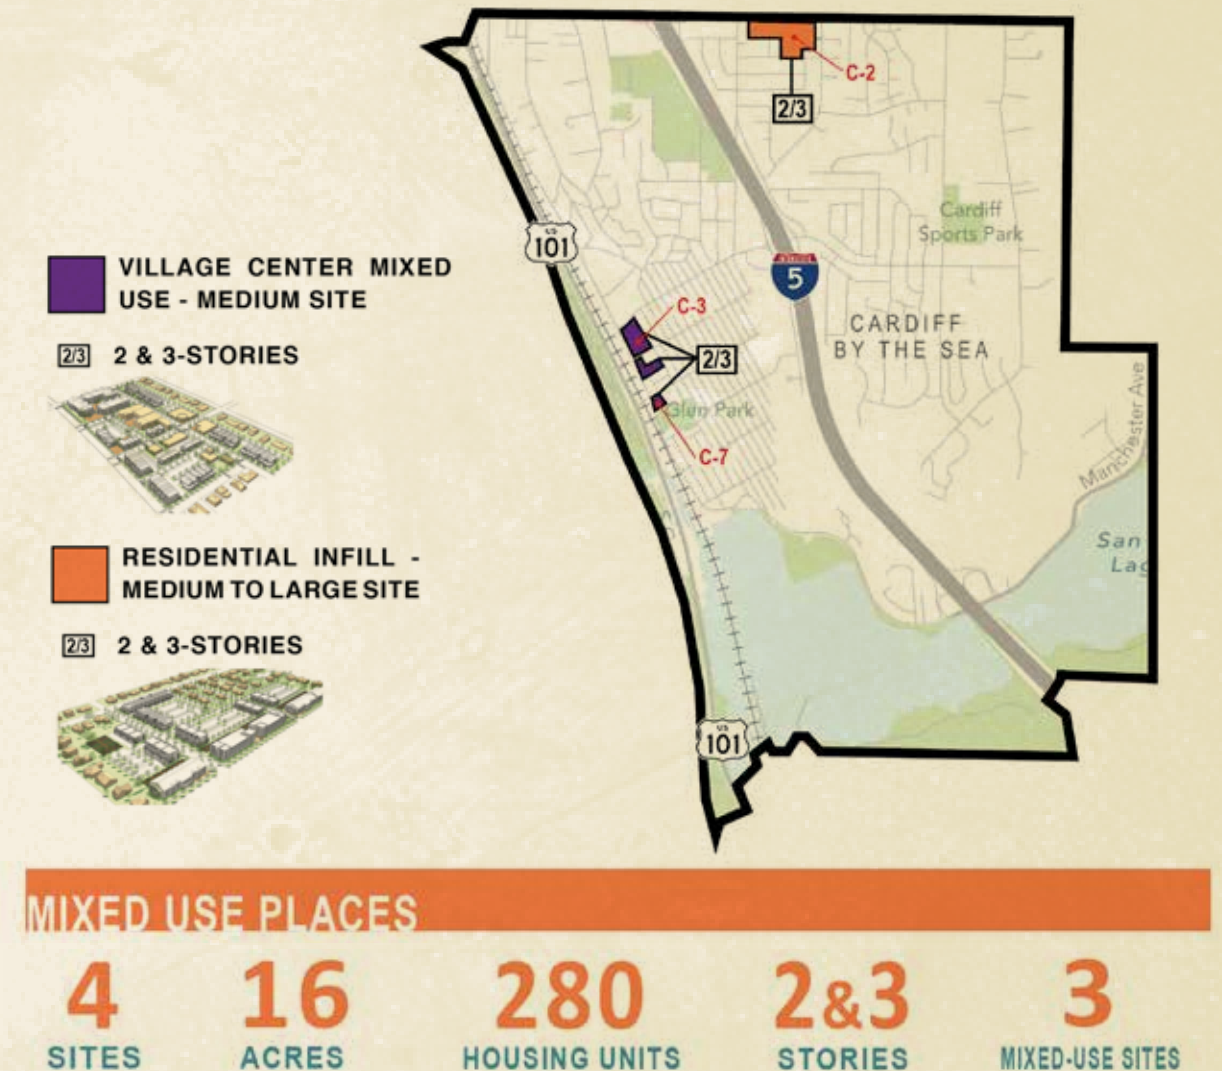 C-2
2/3
Cardiff
Sports Park
US
101
INTERSTATE
5
C-3
CARDIFF
BY THE SEA
2/3
Glen Park
C-7
Manchester Ave
San
Lag
US
101
VILLAGE CENTER MIXED
USE - MEDIUM SITE
2/3 2 & 3-STORIES
RESIDENTIAL INFILL -
MEDIUM TO LARGE SITE
2/3 2 & 3-STORIES
MIXED USE PLACES
4 16 280 2&3 3
SITES ACRES HOUSING UNITS STORIES MIXED-USE SITES